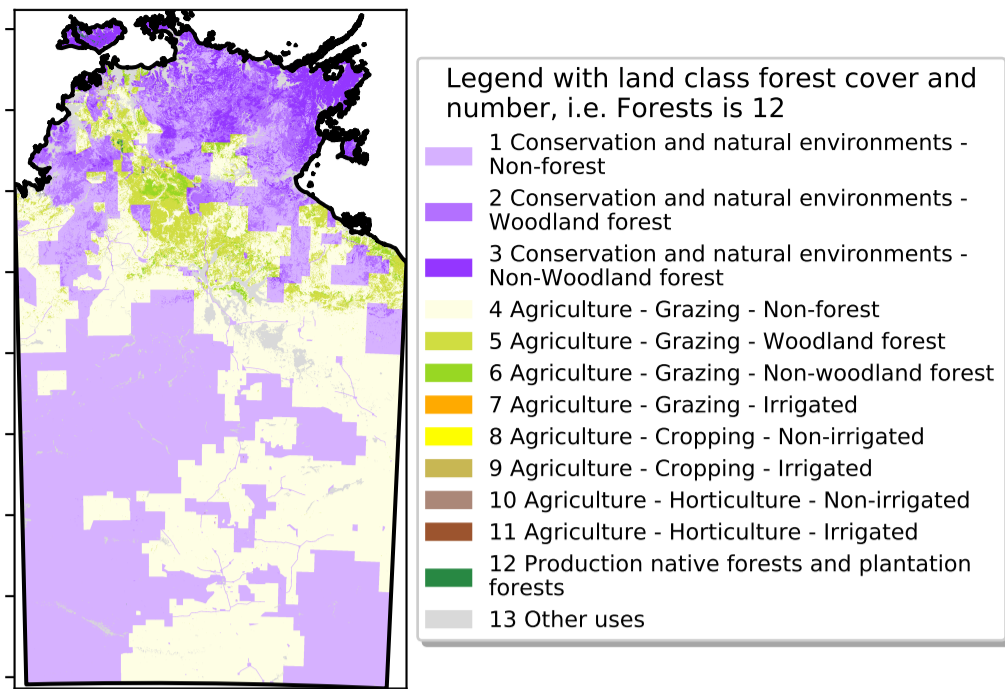 Legend with land class forest cover and
number, i.e. Forests is 12
1 Conservation and natural environments -
Non-forest
2 Conservation and natural environments -
Woodland forest
3 Conservation and natural environments -
Non-Woodland forest
4 Agriculture - Grazing - Non-forest
5 Agriculture - Grazing - Woodland forest
6 Agriculture - Grazing - Non-woodland forest
7 Agriculture - Grazing - Irrigated
8 Agriculture - Cropping - Non-irrigated
9 Agriculture - Cropping - Irrigated
10 Agriculture - Horticulture - Non-irrigated
11 Agriculture - Horticulture - Irrigated
12 Production native forests and plantation
forests
13 Other uses